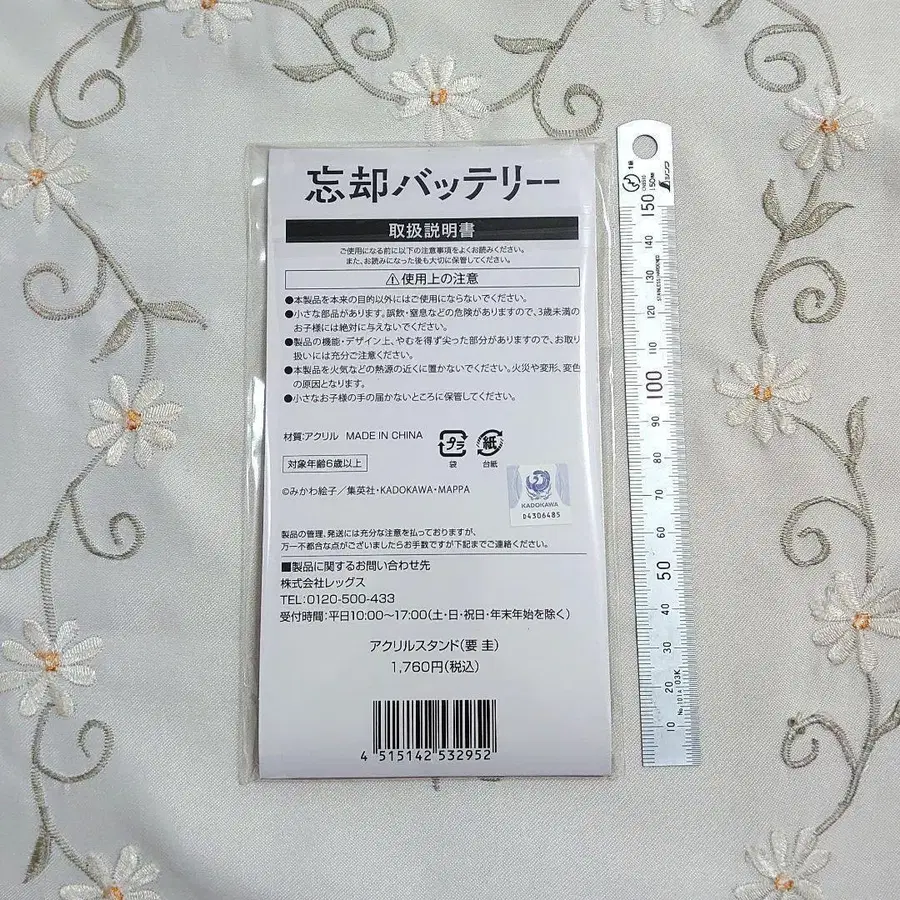 忘却バッテリー
取扱説明書
ご使用になる前に以下の注意事項をよくお読みください。
また、お読みになった後も大切に保管してください。
⚠使用上の注意
●本製品を本来の目的以外にはご使用にならないでください。
●小さな部品があります。誤飲・窒息などの危険がありますので、3歳未満の
お子様には絶対に与えないでください。
●製品の機能・デザイン上、やむを得ず尖った部分がありますので、お取り
扱いには充分ご注意ください。
●本製品を火気などの熱源の近くに置かないでください。火災や変形、変色
の原因となります。
●小さなお子様の手の届かないところに保管してください。
材質:アクリル MADE IN CHINA
プラ
袋
紙
台紙
対象年齢6歳以上
©みかわ絵子/集英社・KADOKAWA・MAPPA
KADOKAWA
D4306485
製品の管理、発送には充分な注意を払っておりますが、
万一不都合な点がございましたらお手数ですが下記までご連絡ください。
■製品に関するお問い合わせ先
株式会社レッグス
TEL:0120-500-433
受付時間:平日10:00〜17:00(土・日・祝日・年末年始を除く)
アクリルスタンド(要 圭)
1,760円(税込)
4 515142 532952
150
140
130
120
110
100
90
80
70
60
50
40
30
20
10
シンワ
150mm
STAINLESS